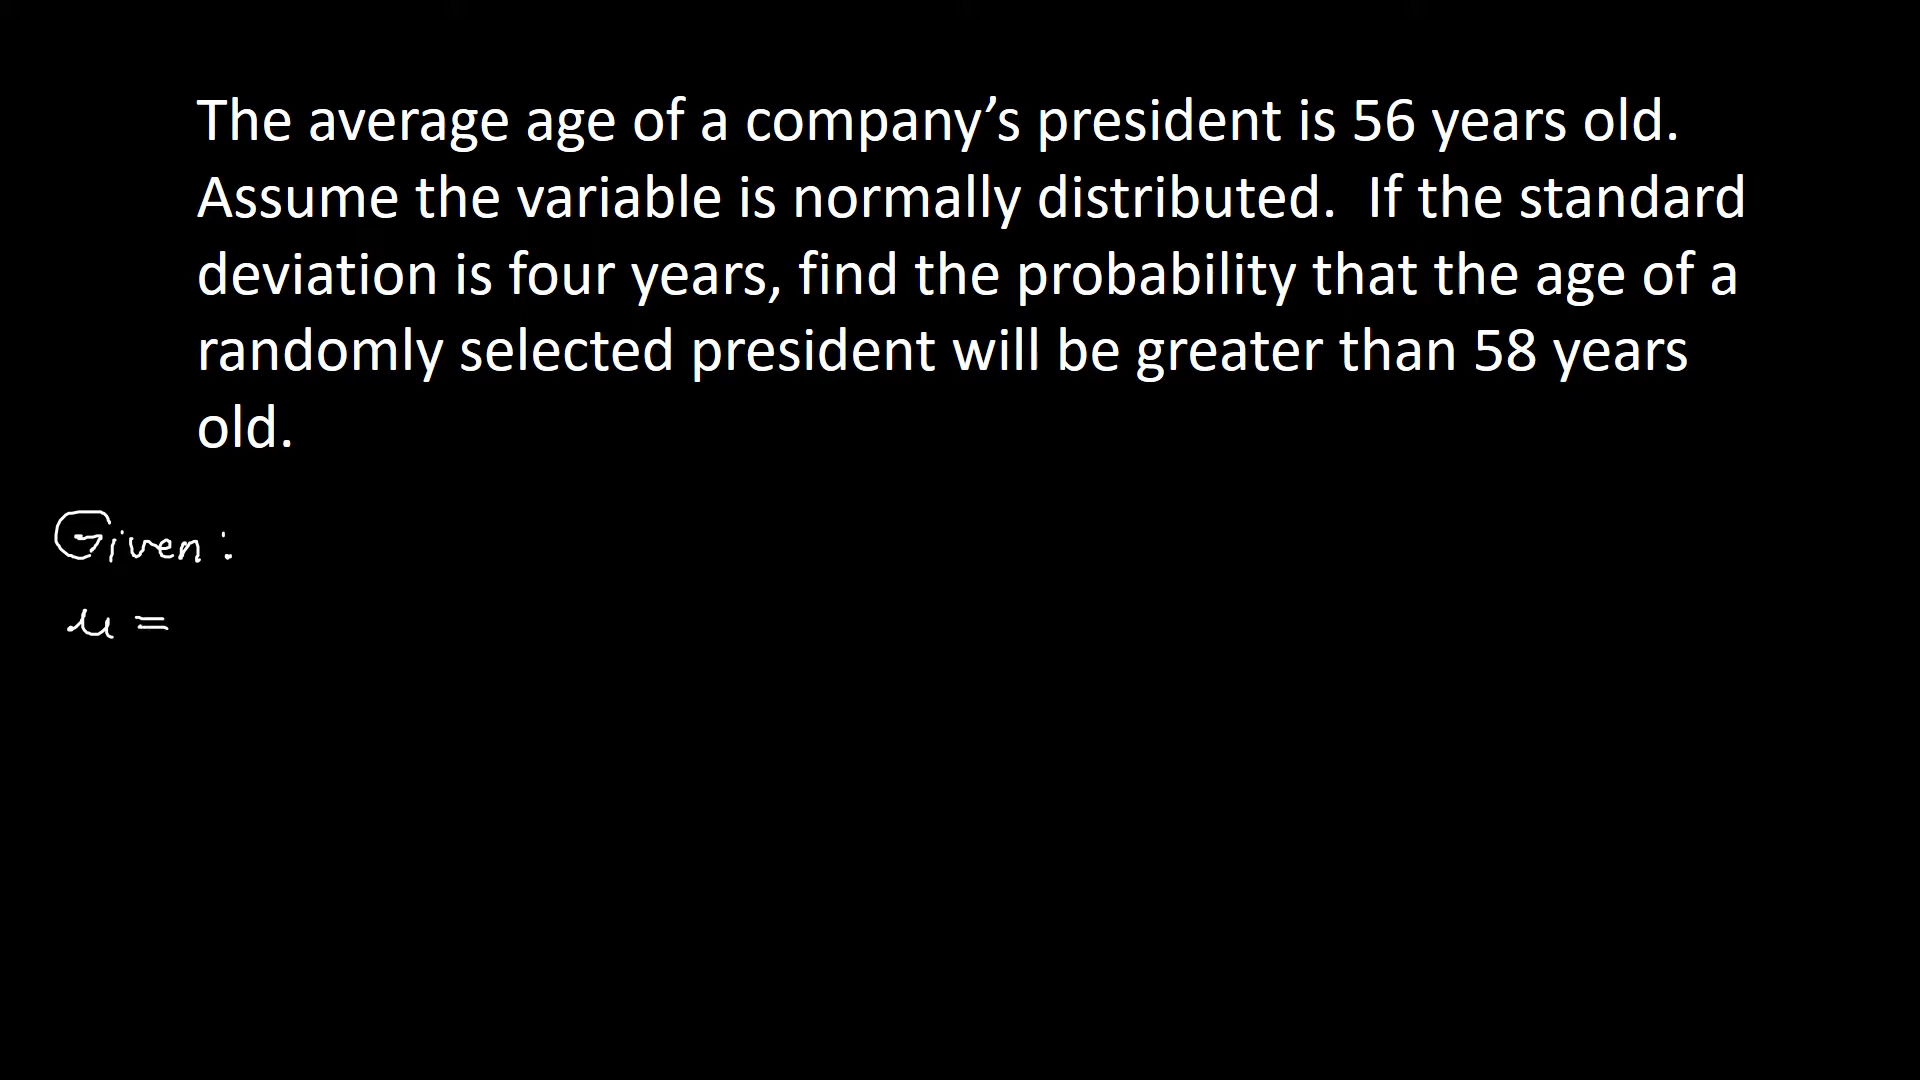 The average age of a company’s president is 56 years old.
Assume the variable is normally distributed.  If the standard
deviation is four years, find the probability that the age of a
randomly selected president will be greater than 58 years
old.
Given:
μ =